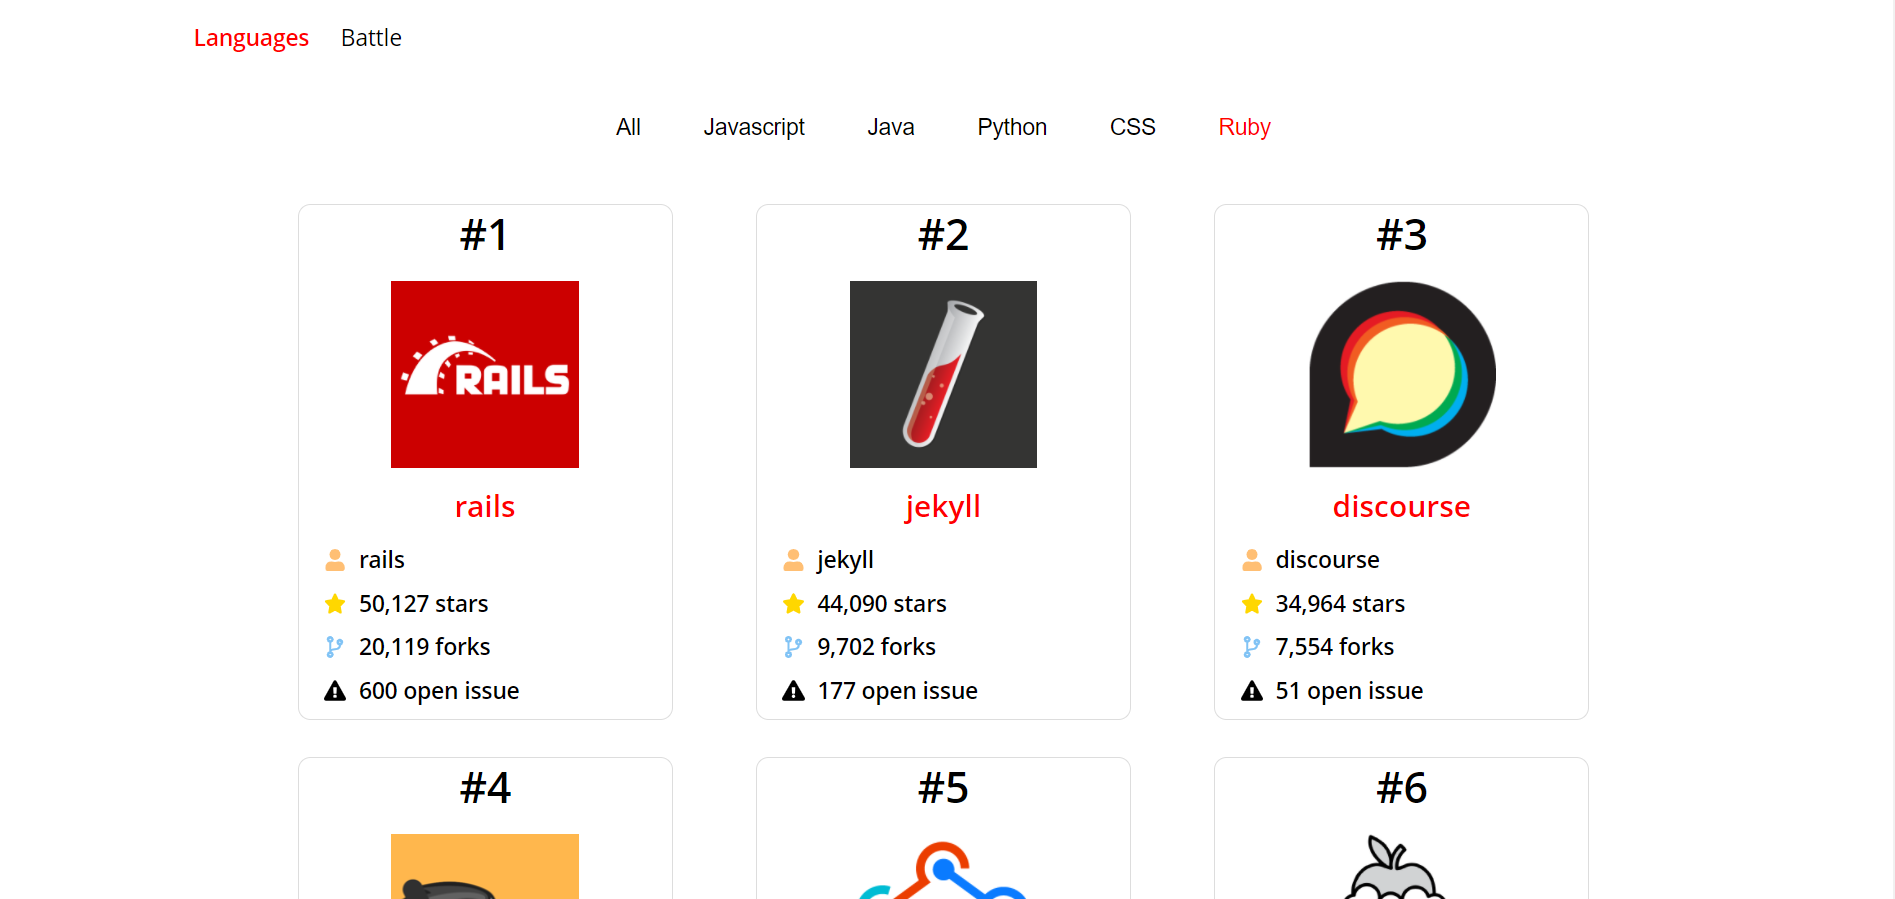 Languages Battle
All Javascript Java Python CSS Ruby
#1
RAILS
rails
rails
50,127 stars
20,119 forks
600 open issue
#2
jekyll
jekyll
44,090 stars
9,702 forks
177 open issue
#3
discourse
discourse
34,964 stars
7,554 forks
51 open issue
#4
#5
#6